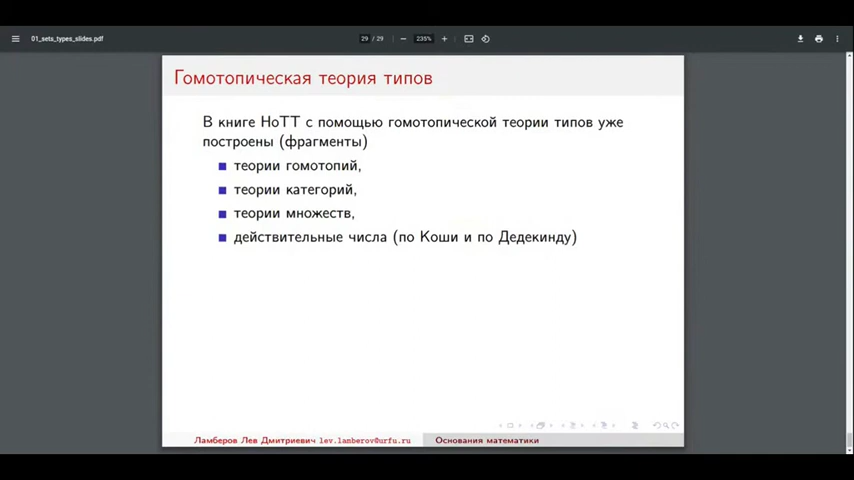 01_sets_types_slides.pdf
29 / 29
235%
Гомотопическая теория типов
В книге HoTT с помощью гомотопической теории типов уже
построены (фрагменты)
теории гомотопий,
теории категорий,
теории множеств,
действительные числа (по Коши и по Дедекинду)
Ламберов Лев Дмитриевич lev.lamberov@urfu.ru
Основания математики